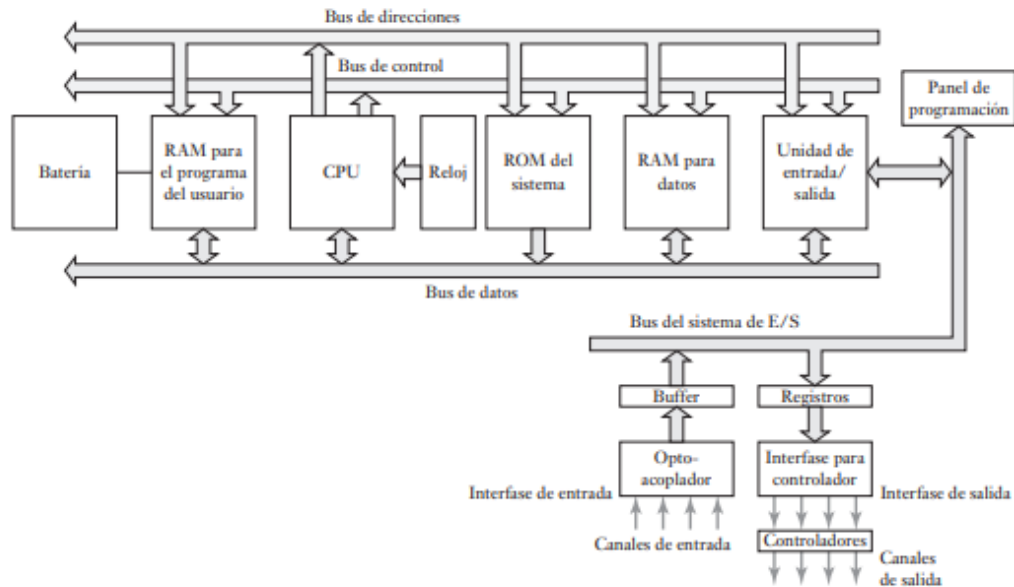 Bus de direcciones
Bus de control
Panel de
programación
Batería
RAM para
el programa
del usuario
CPU
Reloj
ROM del
sistema
RAM para
datos
Unidad de
entrada/
salida
Bus de datos
Bus del sistema de E/S
Buffer
Registros
Opto-
acoplador
Interfase para
controlador
Interfase de entrada
Interfase de salida
Canales de entrada
Controladores
Canales
de salida